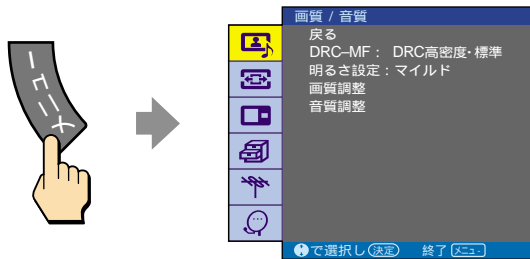 メニュー
画質 / 音質
戻る
DRC–MF： DRC高密度・標準
明るさ設定：マイルド
画質調整
音質調整
で選択し 決定 終了 メニュー